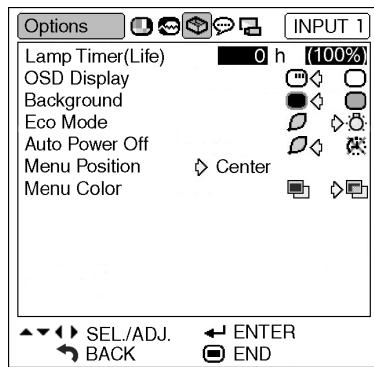 Options INPUT 1
Lamp Timer(Life) 0 h (100%)
OSD Display
Background
Eco Mode
Auto Power Off
Menu Position Center
Menu Color
SEL./ADJ. ENTER
BACK END